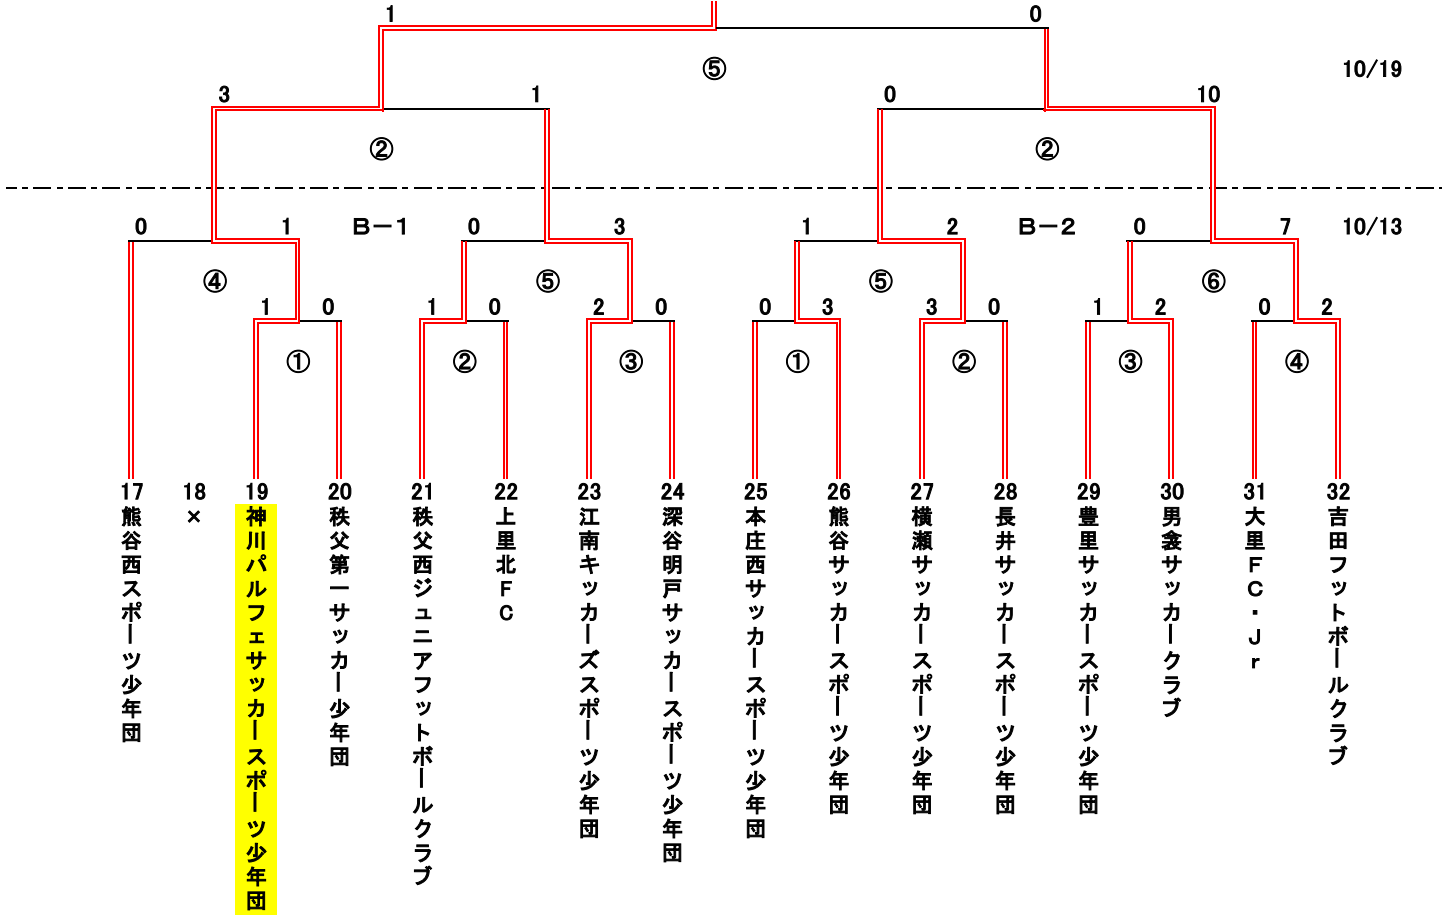 1 0
⑤ 10/19
3 1 0 10
② ②
0 1 B－1 0 3 1 2 B－2 0 7 10/13
④ ⑤ ⑤ ⑥
1 0 1 0 2 0 0 3 3 0 1 2 0 2
① ② ③ ① ② ③ ④
17 18 19 20 21 22 23 24 25 26 27 28 29 30 31 32
熊谷西スポーツ少年団
×
神川パルフェサッカースポーツ少年団
秩父第一サッカー少年団
秩父西ジュニアフットボールクラブ
上里北FC
江南キッカーズスポーツ少年団
深谷明戸サッカースポーツ少年団
本庄西サッカースポーツ少年団
熊谷サッカースポーツ少年団
横瀬サッカースポーツ少年団
長井サッカースポーツ少年団
豊里サッカースポーツ少年団
男衾サッカークラブ
大里FC・Jr
吉田フットボールクラブ